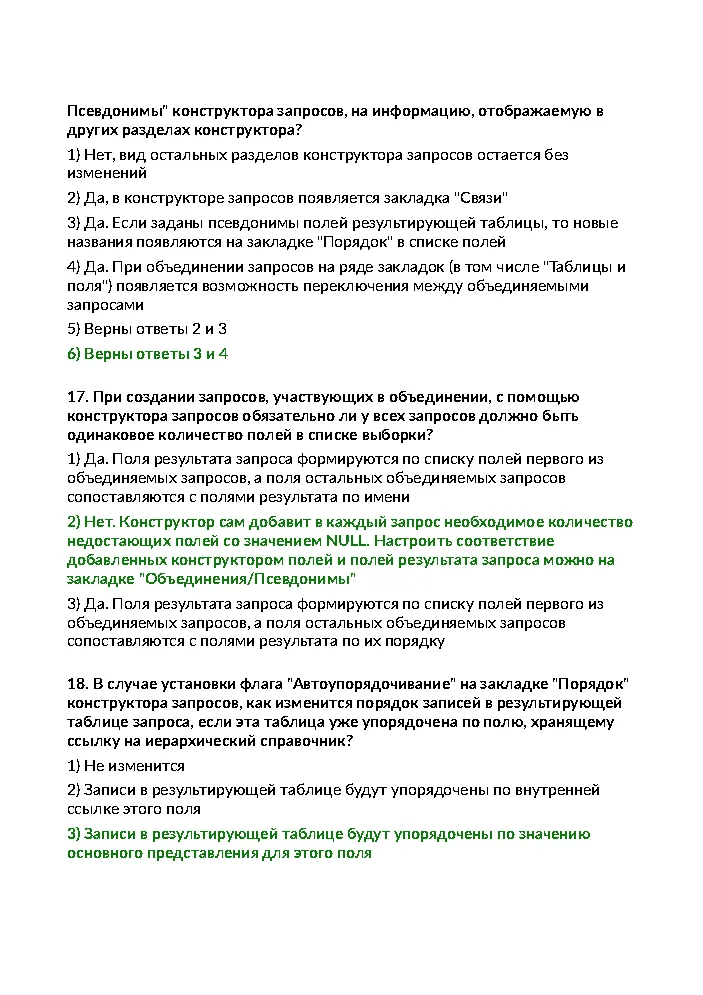 Псевдонимы" конструктора запросов, на информацию, отображаемую в
других разделах конструктора?
1) Нет, вид остальных разделов конструктора запросов остается без
изменений
2) Да, в конструкторе запросов появляется закладка "Связи"
3) Да. Если заданы псевдонимы полей результирующей таблицы, то новые
названия появляются на закладке "Порядок" в списке полей
4) Да. При объединении запросов на ряде закладок (в том числе "Таблицы и
поля") появляется возможность переключения между объединяемыми
запросами
5) Верны ответы 2 и 3
6) Верны ответы 3 и 4
17. При создании запросов, участвующих в объединении, с помощью
конструктора запросов обязательно ли у всех запросов должно быть
одинаковое количество полей в списке выборки?
1) Да. Поля результата запроса формируются по списку полей первого из
объединяемых запросов, а поля остальных объединяемых запросов
сопоставляются с полями результата по имени
2) Нет. Конструктор сам добавит в каждый запрос необходимое количество
недостающих полей со значением NULL. Настроить соответствие
добавленных конструктором полей и полей результата запроса можно на
закладке "Объединения/Псевдонимы"
3) Да. Поля результата запроса формируются по списку полей первого из
объединяемых запросов, а поля остальных объединяемых запросов
сопоставляются с полями результата по их порядку
18. В случае установки флага "Автоупорядочивание" на закладке "Порядок"
конструктора запросов, как изменится порядок записей в результирующей
таблице запроса, если эта таблица уже упорядочена по полю, хранящему
ссылку на иерархический справочник?
1) Не изменится
2) Записи в результирующей таблице будут упорядочены по внутренней
ссылке этого поля
3) Записи в результирующей таблице будут упорядочены по значению
основного представления для этого поля